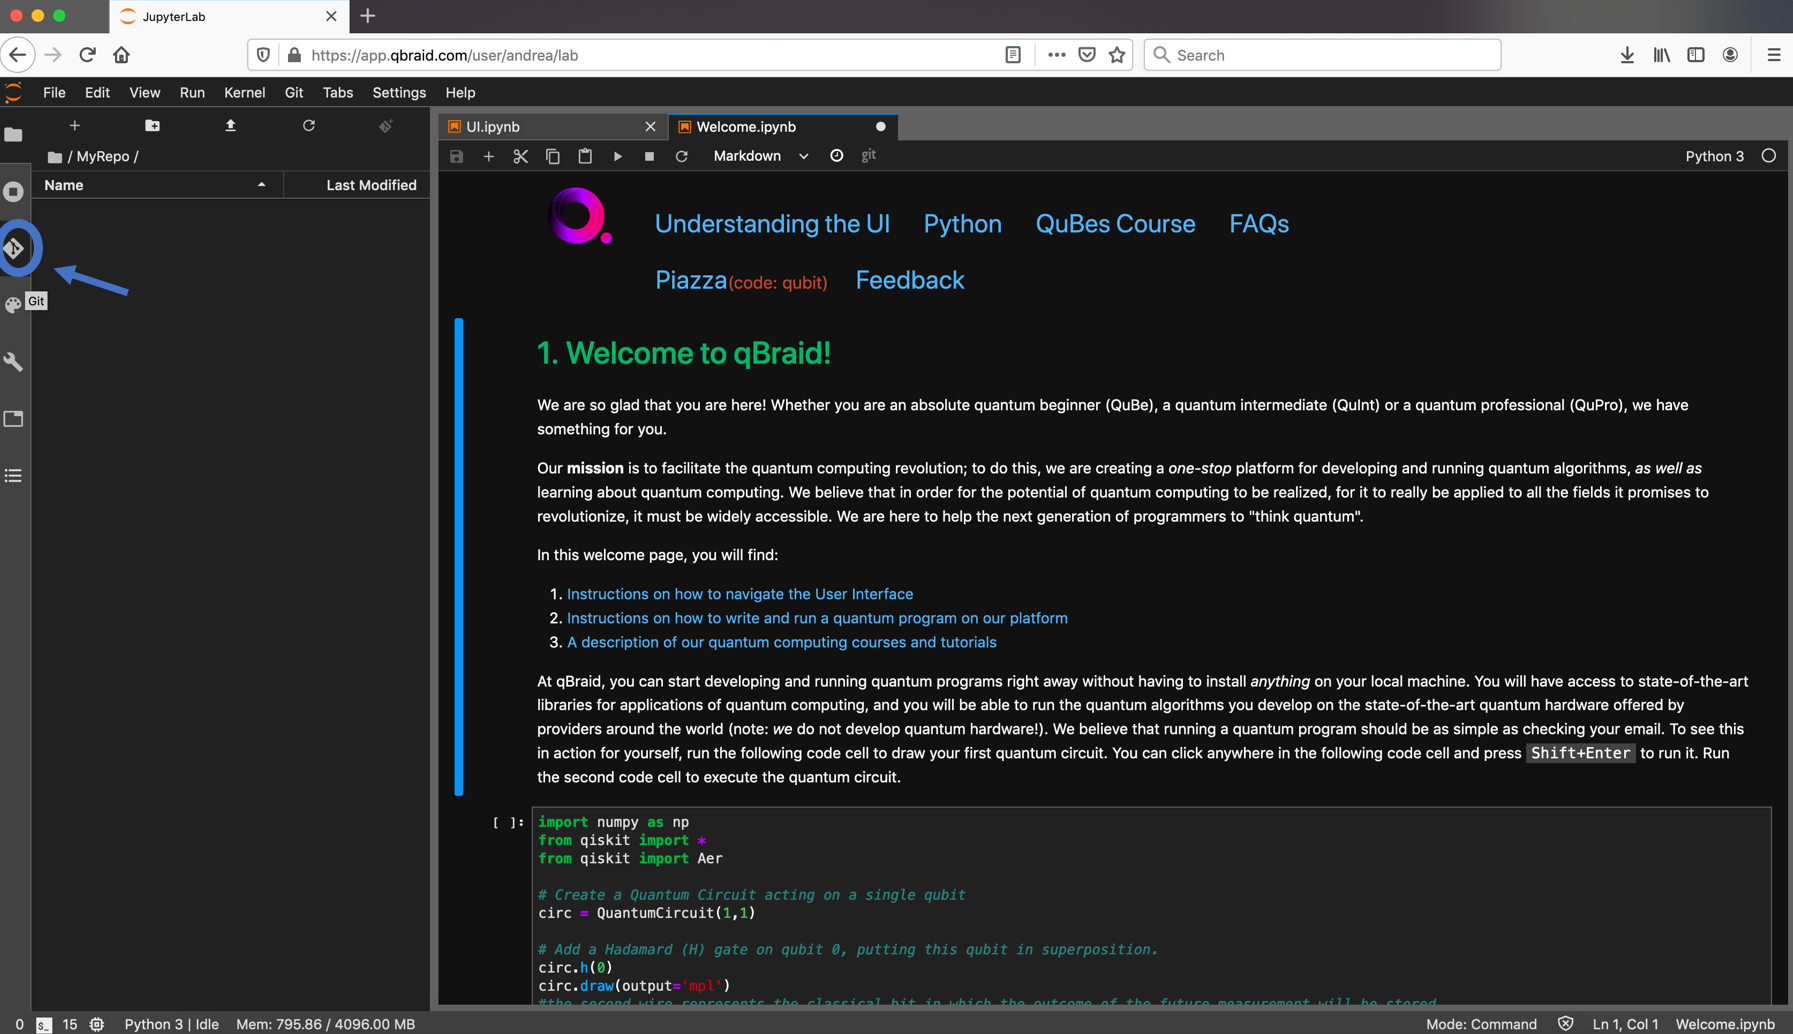 JupyterLab
https://app.qbraid.com/user/andrea/lab
Search
File Edit View Run Kernel Git Tabs Settings Help
/ MyRepo /
Name Last Modified
Git
UI.ipynb
Welcome.ipynb
Markdown
git
Python 3
Understanding the UI Python QuBes Course FAQs
Piazza(code: qubit) Feedback
1. Welcome to qBraid!
We are so glad that you are here! Whether you are an absolute quantum beginner (QuBe), a quantum intermediate (QuInt) or a quantum professional (QuPro), we have
something for you.
Our mission is to facilitate the quantum computing revolution; to do this, we are creating a one-stop platform for developing and running quantum algorithms, as well as
learning about quantum computing. We believe that in order for the potential of quantum computing to be realized, for it to really be applied to all the fields it promises to
revolutionize, it must be widely accessible. We are here to help the next generation of programmers to "think quantum".
In this welcome page, you will find:
1. Instructions on how to navigate the User Interface
2. Instructions on how to write and run a quantum program on our platform
3. A description of our quantum computing courses and tutorials
At qBraid, you can start developing and running quantum programs right away without having to install anything on your local machine. You will have access to state-of-the-art
libraries for applications of quantum computing, and you will be able to run the quantum algorithms you develop on the state-of-the-art quantum hardware offered by
providers around the world (note: we do not develop quantum hardware!). We believe that running a quantum program should be as simple as checking your email. To see this
in action for yourself, run the following code cell to draw your first quantum circuit. You can click anywhere in the following code cell and press Shift+Enter to run it. Run
the second code cell to execute the quantum circuit.
[ ]: import numpy as np
from qiskit import *
from qiskit import Aer
# Create a Quantum Circuit acting on a single qubit
circ = QuantumCircuit(1,1)
# Add a Hadamard (H) gate on qubit 0, putting this qubit in superposition.
circ.h(0)
circ.draw(output='mpl')
#the second wire represents the classical bit in which the outcome of the future measurement will be stored
0 15 Python 3 | Idle Mem: 795.86 / 4096.00 MB Mode: Command Ln 1, Col 1 Welcome.ipynb